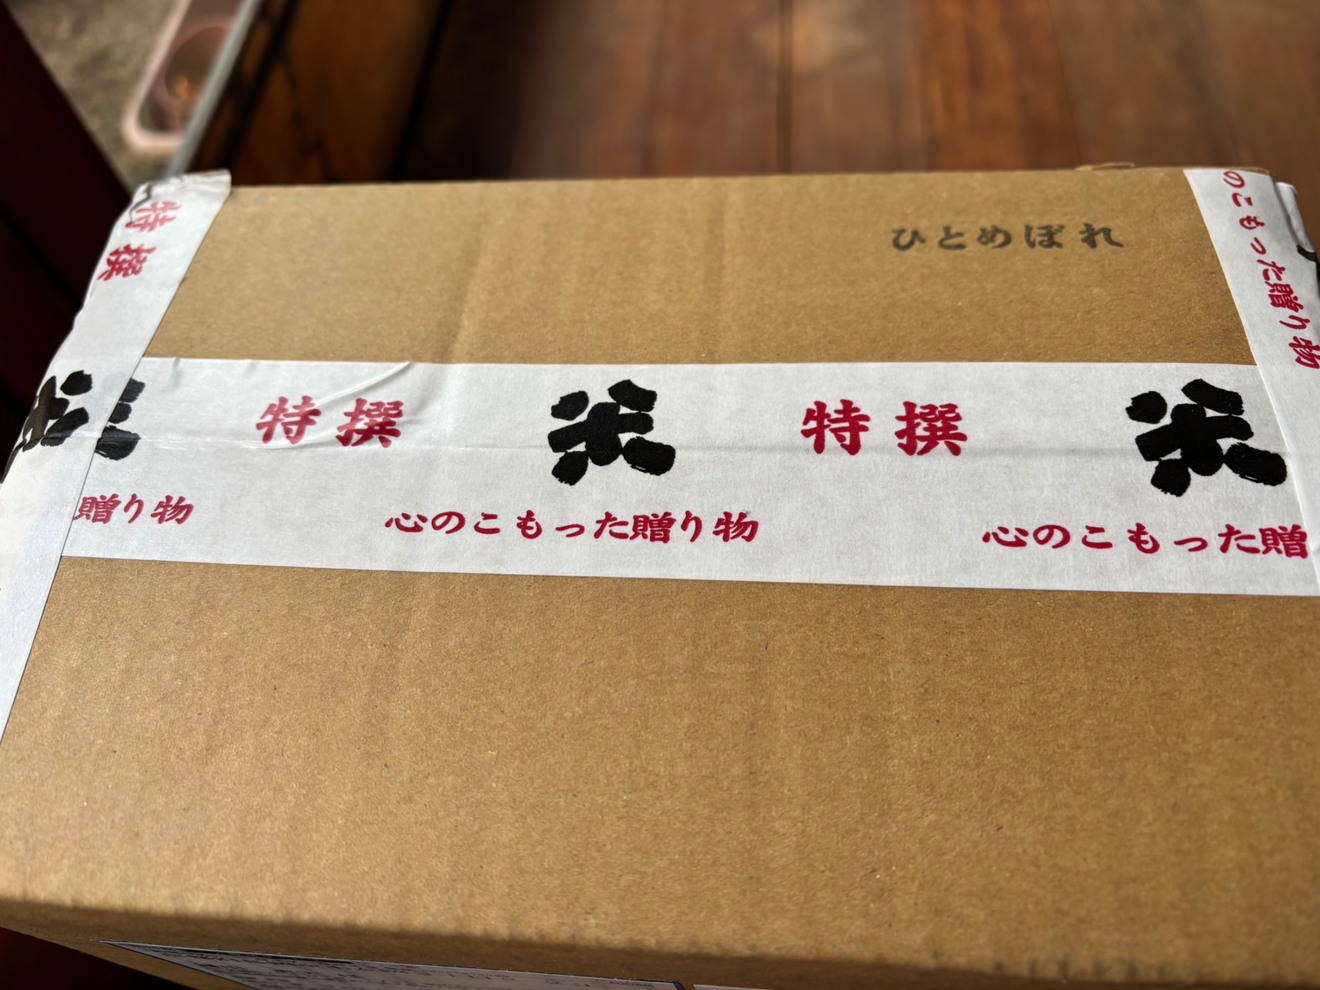 ひとめぼれ
特撰
のこもった贈り物
米 特撰 米 特撰 米
贈り物 心のこもった贈り物 心のこもった贈